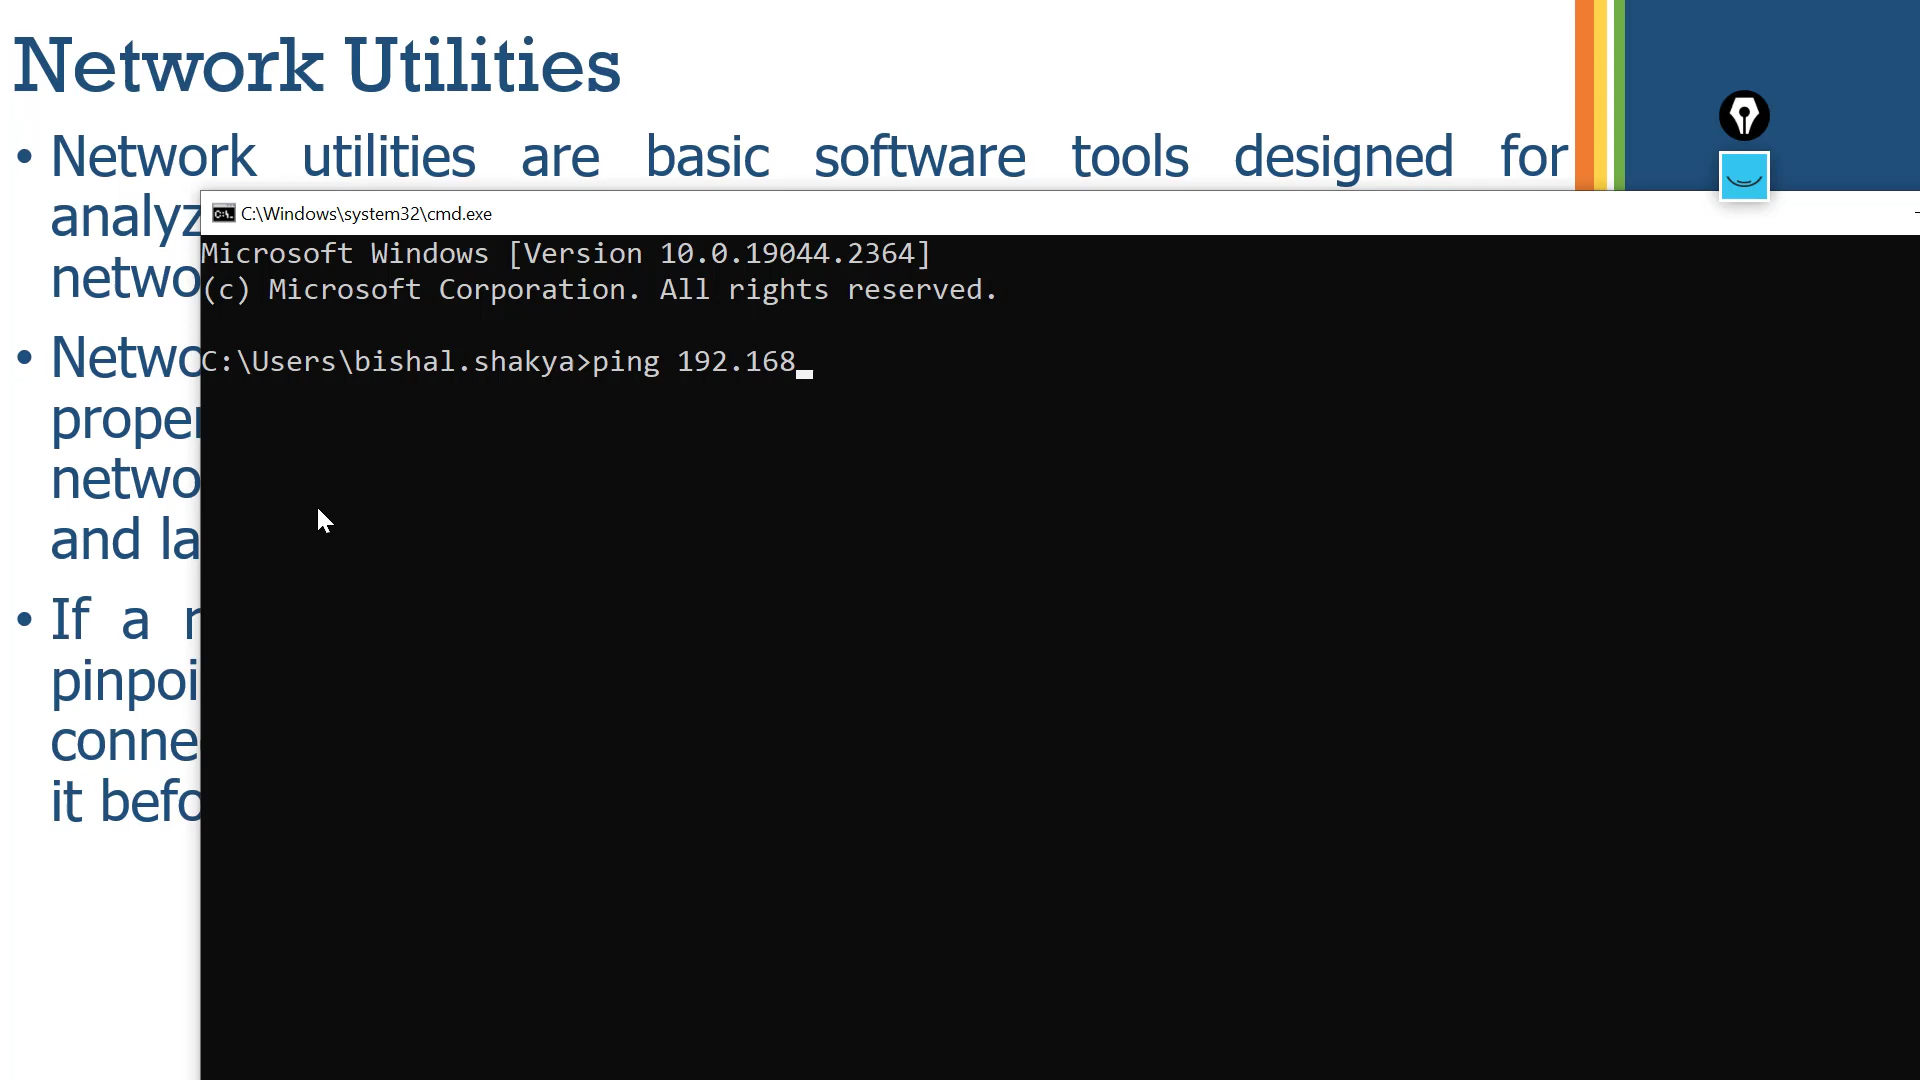 Network Utilities
• Network utilities are basic software tools designed for
analyz
netwo
C:\Windows\system32\cmd.exe
Microsoft Windows [Version 10.0.19044.2364]
(c) Microsoft Corporation. All rights reserved.
C:\Users\bishal.shakya>ping 192.168_
• Netwo
proper
netwo
and la
• If a
pinpoi
conne
it befo